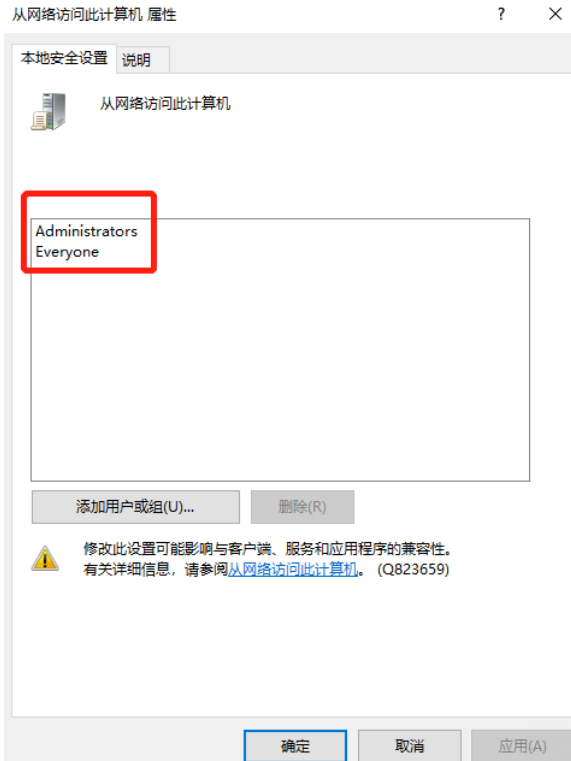 从网络访问此计算机 属性
本地安全设置 说明
从网络访问此计算机
Administrators
Everyone
添加用户或组(U)... 删除(R)
修改此设置可能影响与客户端、服务和应用程序的兼容性。
有关详细信息，请参阅从网络访问此计算机。 (Q823659)
确定 取消 应用(A)